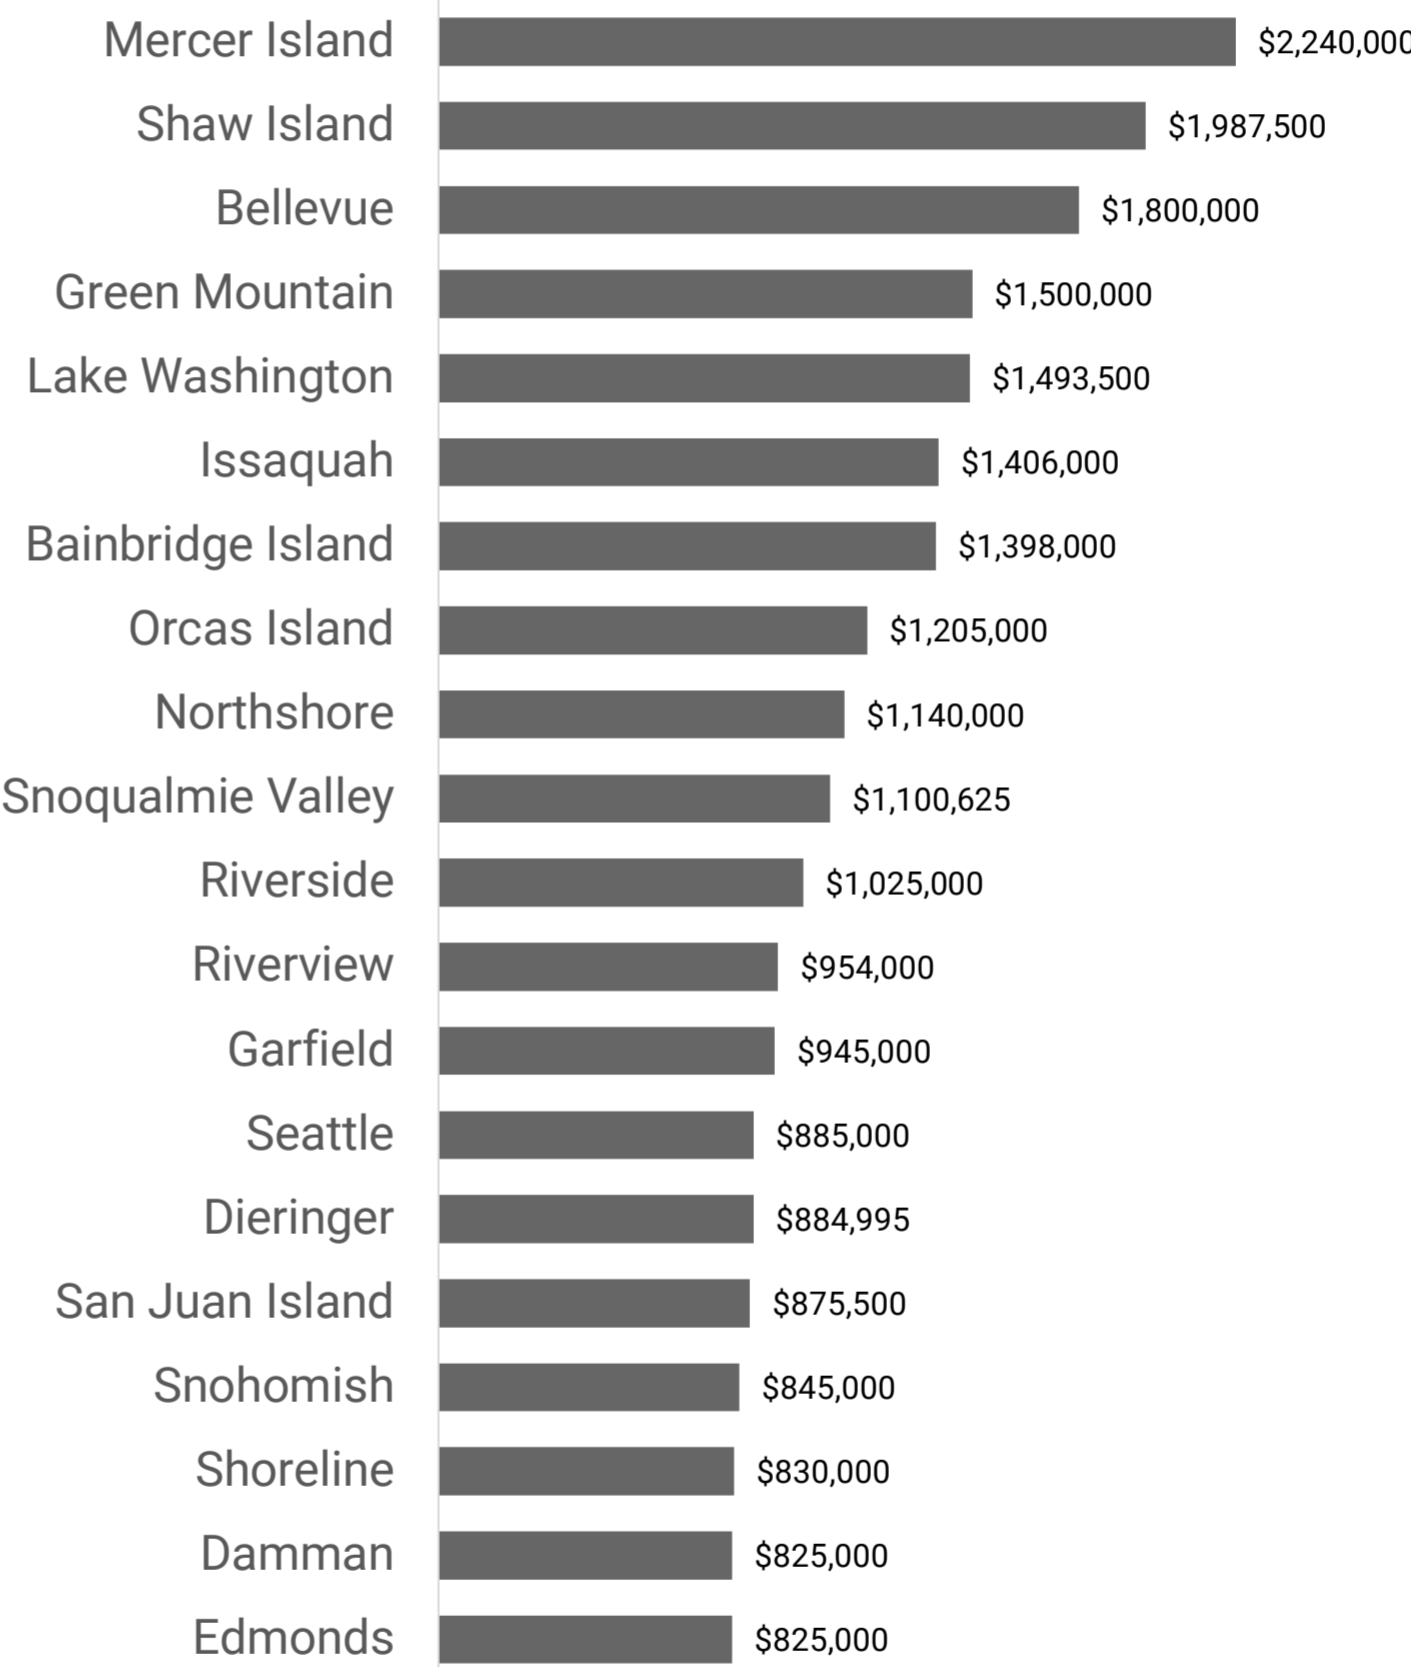 Mercer Island $2,240,000
Shaw Island $1,987,500
Bellevue $1,800,000
Green Mountain $1,500,000
Lake Washington $1,493,500
Issaquah $1,406,000
Bainbridge Island $1,398,000
Orcas Island $1,205,000
Northshore $1,140,000
Snoqualmie Valley $1,100,625
Riverside $1,025,000
Riverview $954,000
Garfield $945,000
Seattle $885,000
Dieringer $884,995
San Juan Island $875,500
Snohomish $845,000
Shoreline $830,000
Damman $825,000
Edmonds $825,000